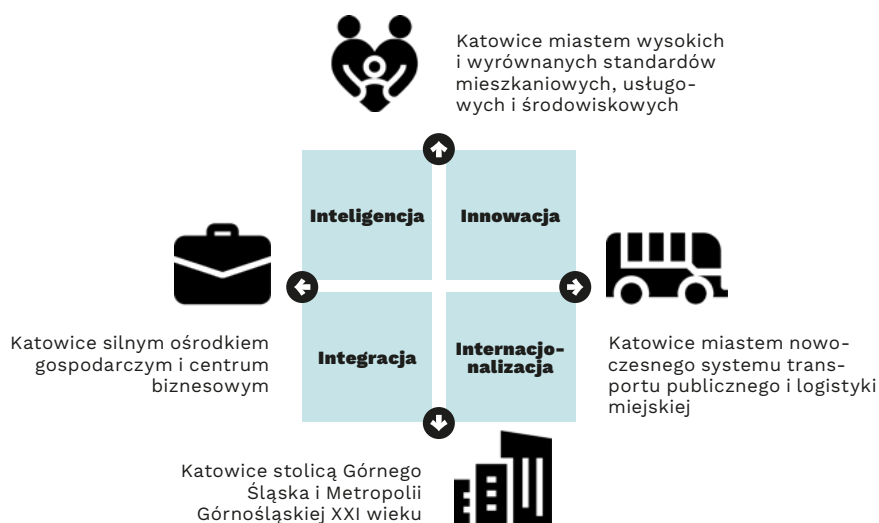 Katowice miastem wysokich
i wyrównanych standardów
mieszkaniowych, usługo-
wych i środowiskowych
Inteligencja
Innowacja
Katowice silnym ośrodkiem
gospodarczym i centrum
biznesowym
Integracja
Internacjo-
nalizacja
Katowice miastem nowo-
czesnego systemu trans-
portu publicznego i logistyki
miejskiej
Katowice stolicą Górnego
Śląska i Metropolii
Górnośląskiej XXI wieku